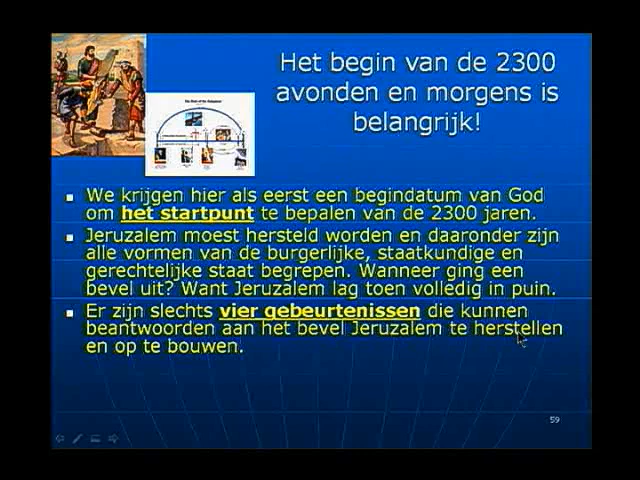 Het begin van de 2300
avonden en morgens is
belangrijk!
We krijgen hier als eerst een begindatum van God
om het startpunt te bepalen van de 2300 jaren.
Jeruzalem moest hersteld worden en daaronder zijn
alle vormen van de burgerlijke, staatkundige en
gerechtelijke staat begrepen. Wanneer ging een
bevel uit? Want Jeruzalem lag toen volledig in puin.
Er zijn slechts vier gebeurtenissen die kunnen
beantwoorden aan het bevel Jeruzalem te herstellen
en op te bouwen.
59